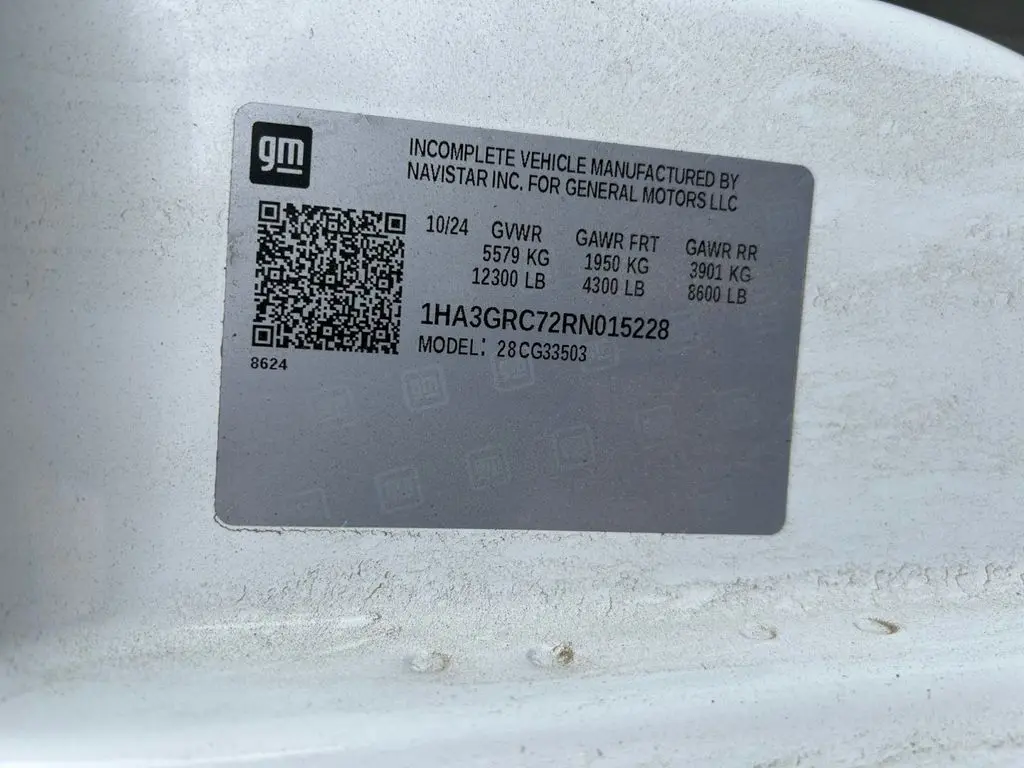 gm
INCOMPLETE VEHICLE MANUFACTURED BY
NAVISTAR INC. FOR GENERAL MOTORS LLC
10/24 GVWR GAWR FRT GAWR RR
5579 KG 1950 KG 3901 KG
12300 LB 4300 LB 8600 LB
1HA3GRC72RN015228
MODEL: 28CG33503
8624